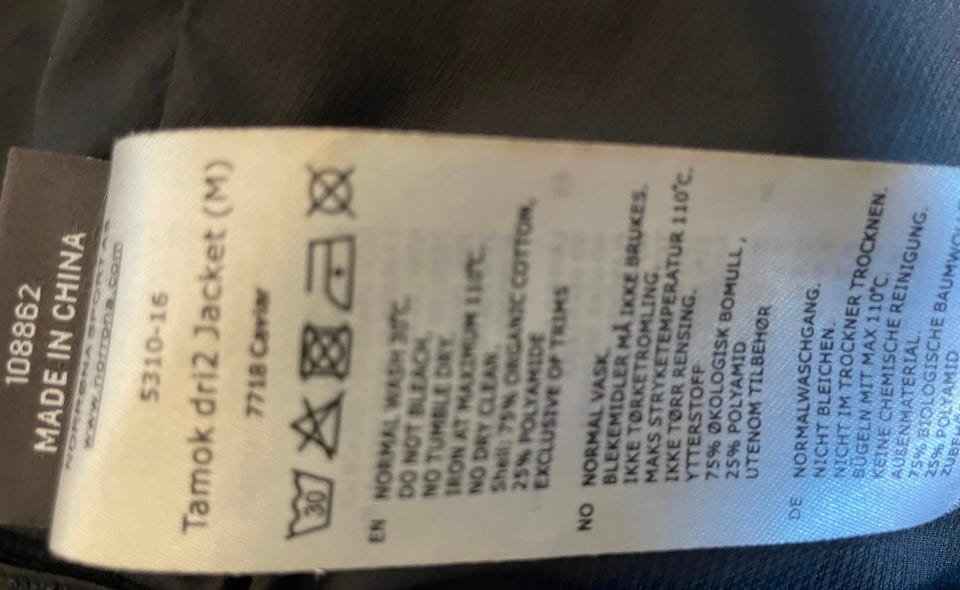 108862
MADE IN CHINA
NORRONA SPORT AS
www.norrona.com
5310-16
Tamok dri2 Jacket (M)
7718 Caviar
30
EN NORMAL WASH 30°C.
DO NOT BLEACH.
NO TUMBLE DRY.
IRON AT MAXIMUM 110°C.
NO DRY CLEAN.
Shell: 75% ORGANIC COTTON,
25% POLYAMIDE
EXCLUSIVE OF TRIMS
NO NORMAL VASK.
BLEKEMIDLER MÅ IKKE BRUKES.
IKKE TØRKETROMLING.
MAKS STRYKETEMPERATUR 110°C.
IKKE TØRR RENSING.
YTTERSTOFF
75% ØKOLOGISK BOMULL,
25% POLYAMID
UTENOM TILBEHØR
DE NORMALWASCHGANG.
NICHT BLEICHEN.
NICHT IM TROCKNER TROCKNEN.
BÜGELN MIT MAX 110°C.
KEINE CHEMISCHE REINIGUNG.
AUßENMATERIAL
75% BIOLOGISCHE BAUMWOLLE
25% POLYAMID